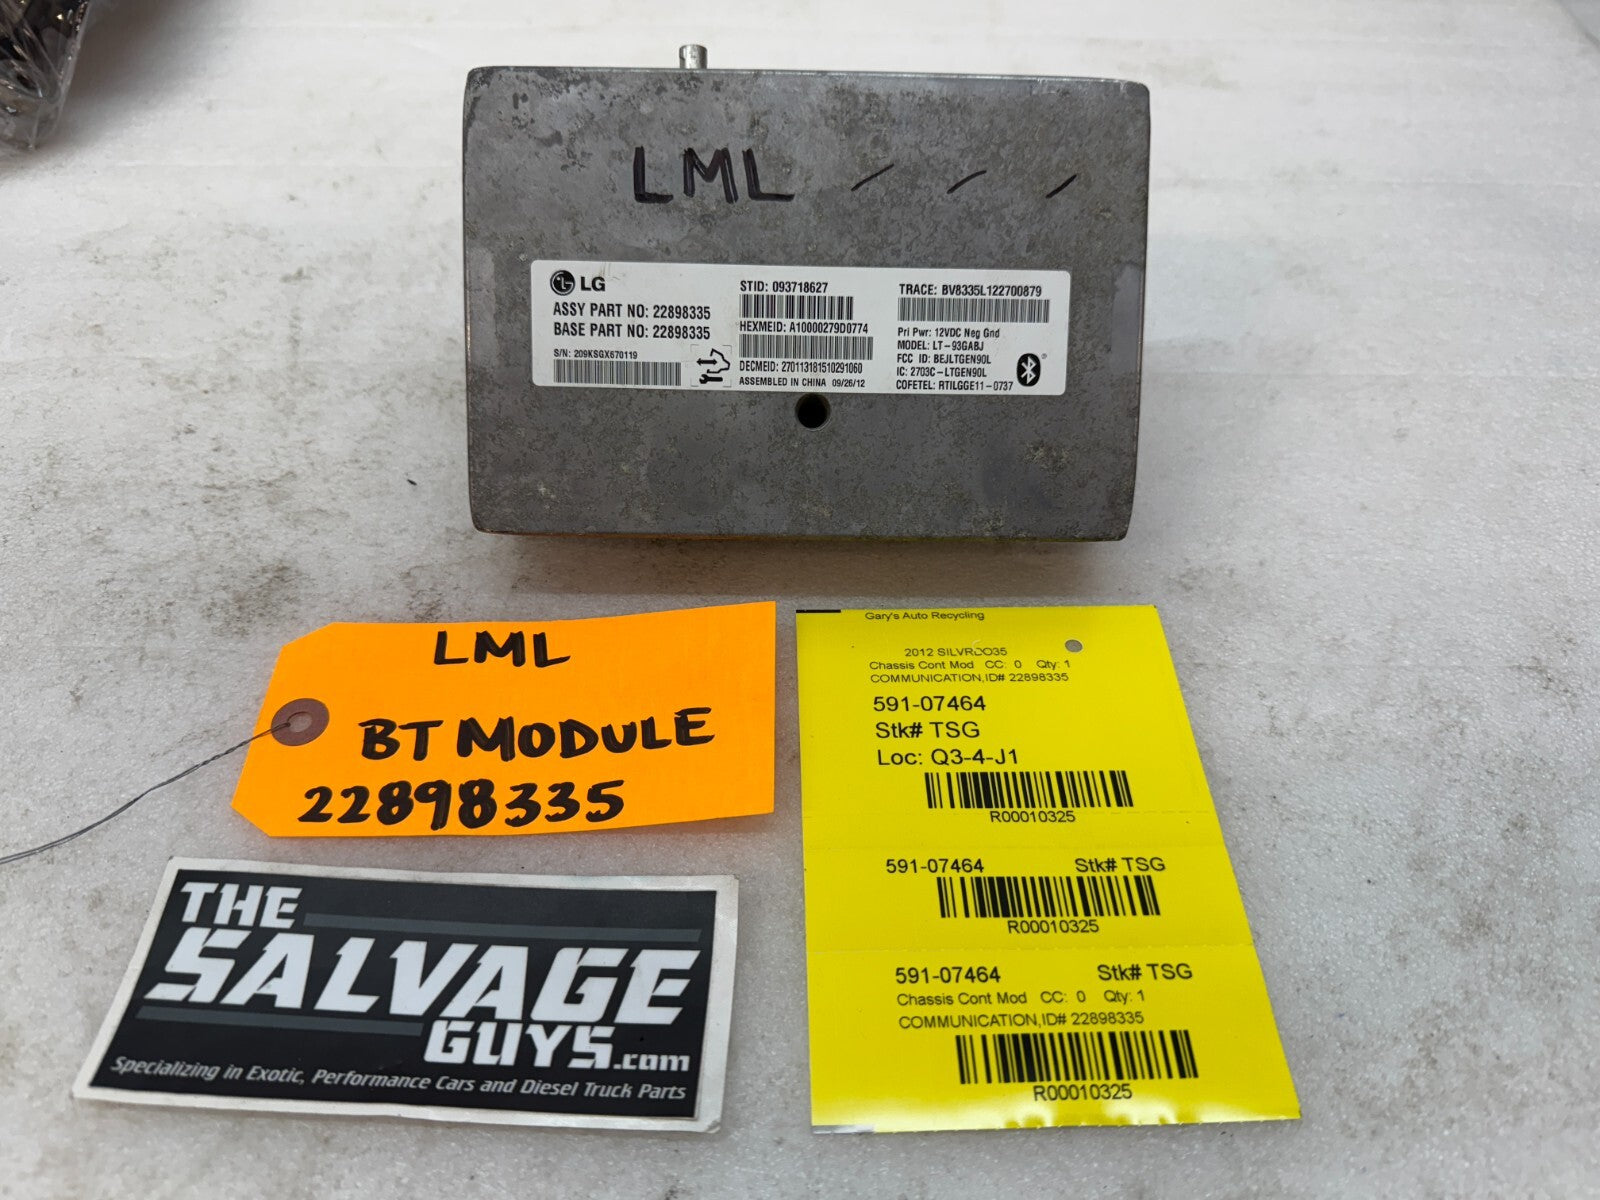 LML - - -
LG
ASSY PART NO: 22898335
BASE PART NO: 22898335
S/N: 209KSGX670119
STID: 093718627
HEXMEID: A10000279D0774
DECMEID: 270113181510291060
ASSEMBLED IN CHINA 09/26/12
TRACE: BV8335L122700879
Pri Pwr: 12VDC Neg Gnd
MODEL: LT-93GABJ
FCC ID: BEJLTGEN90L
IC: 2703C-LTGEN90L
COFETEL: RTILGGE11-0737
LML
BT MODULE
22898335
THE
SALVAGE
GUYS.com
Specializing in Exotic, Performance Cars and Diesel Truck Parts
Gary's Auto Recycling
2012 SILVRDO35
Chassis Cont Mod CC: 0 Qty: 1
COMMUNICATION,ID# 22898335
591-07464
Stk# TSG
Loc: Q3-4-J1
R00010325
591-07464 Stk# TSG
R00010325
591-07464 Stk# TSG
Chassis Cont Mod CC: 0 Qty: 1
COMMUNICATION,ID# 22898335
R00010325